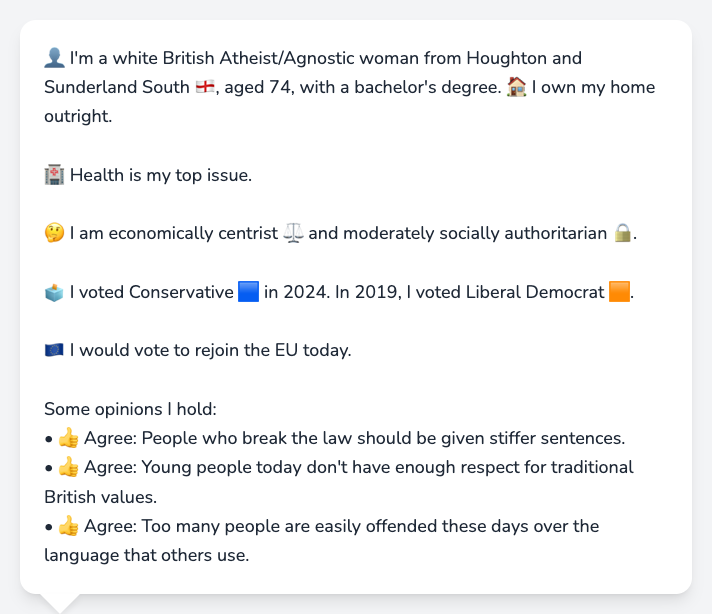 👤 I'm a white British Atheist/Agnostic woman from Houghton and
Sunderland South 🏴󠁧󠁢󠁥󠁮󠁧󠁿, aged 74, with a bachelor's degree. 🏠 I own my home
outright.
🏥 Health is my top issue.
🤔 I am economically centrist ⚖️ and moderately socially authoritarian 🔒.
🗳️ I voted Conservative 🟦 in 2024. In 2019, I voted Liberal Democrat 🟧.
🇪🇺 I would vote to rejoin the EU today.
Some opinions I hold:
• 👍 Agree: People who break the law should be given stiffer sentences.
• 👍 Agree: Young people today don't have enough respect for traditional
British values.
• 👍 Agree: Too many people are easily offended these days over the
language that others use.